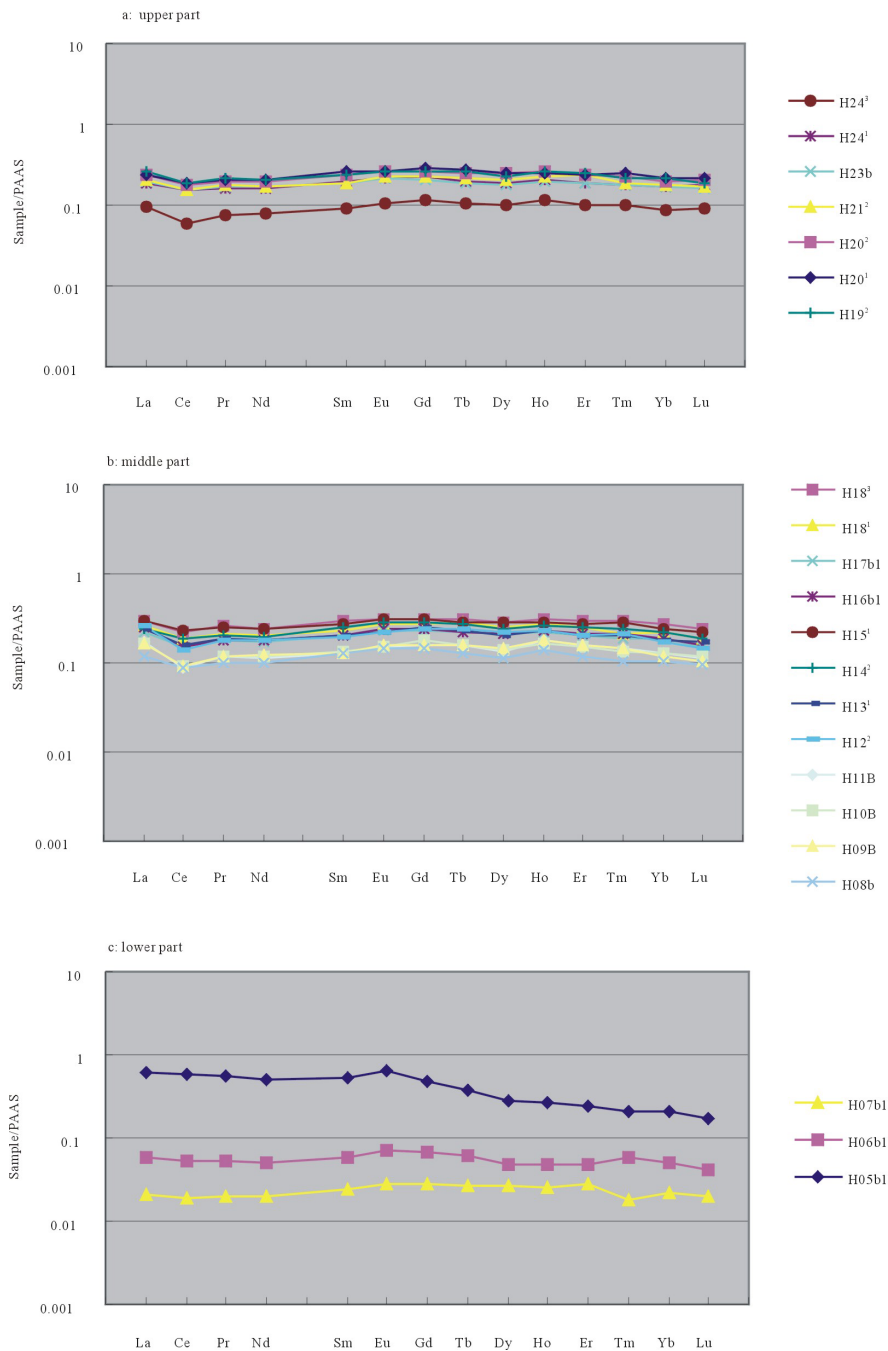 a: upper part
10
1
0.1
0.01
0.001
Sample/PAAS
La Ce Pr Nd Sm Eu Gd Tb Dy Ho Er Tm Yb Lu
H24³
H24¹
H23b
H21²
H20²
H20¹
H19²
b: middle part
10
1
0.1
0.01
0.001
La Ce Pr Nd Sm Eu Gd Tb Dy Ho Er Tm Yb Lu
H18³
H18¹
H17b1
H16b1
H15¹
H14²
H13¹
H12²
H11B
H10B
H09B
H08b
c: lower part
10
1
0.1
0.01
0.001
Sample/PAAS
La Ce Pr Nd Sm Eu Gd Tb Dy Ho Er Tm Yb Lu
H07b1
H06b1
H05b1